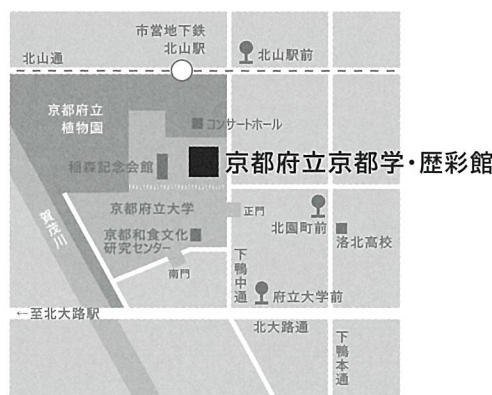 市営地下鉄
北山駅
北山通
北山駅前
京都府立
植物園
コンサートホール
稲森記念会館
京都府立京都学・歴彩館
賀茂川
京都府立大学
正門
北園町前
京都和食文化
研究センター
洛北高校
南門
下鴨中通
府立大学前
←至北大路駅
北大路通
下鴨本通